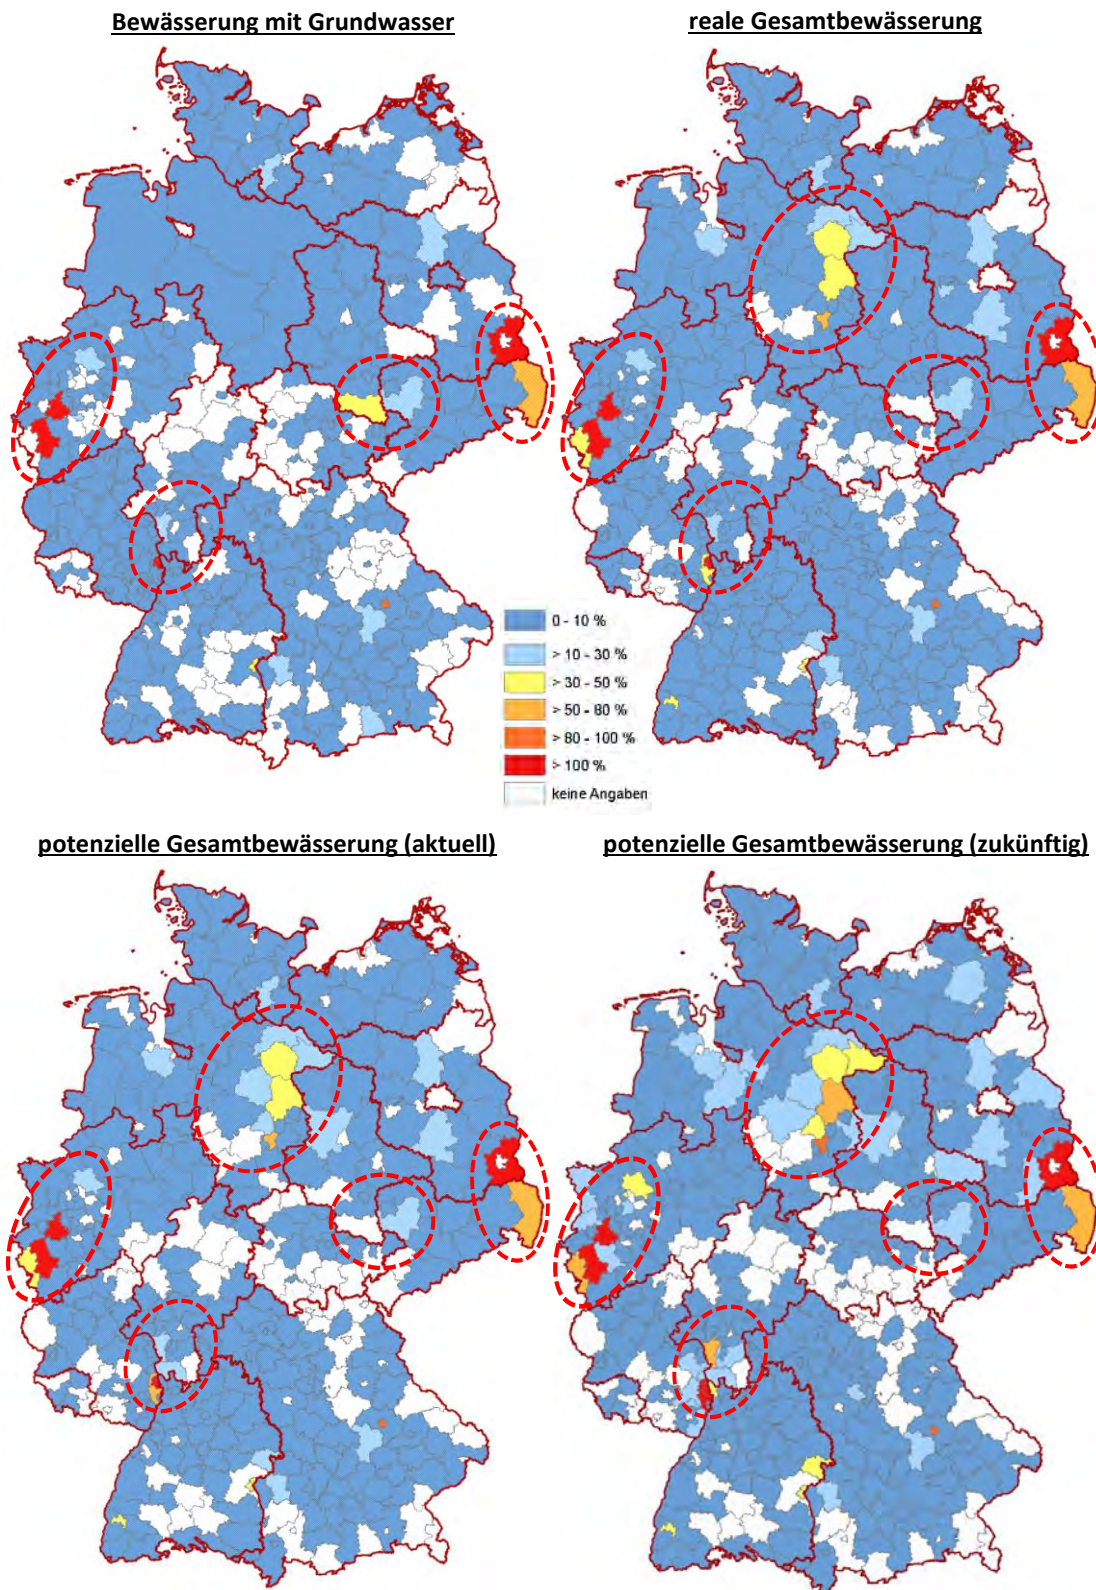 Bewässerung mit Grundwasser
reale Gesamtbewässerung
0 - 10 %
> 10 - 30 %
> 30 - 50 %
> 50 - 80 %
> 80 - 100 %
> 100 %
keine Angaben
potenzielle Gesamtbewässerung (aktuell)
potenzielle Gesamtbewässerung (zukünftig)